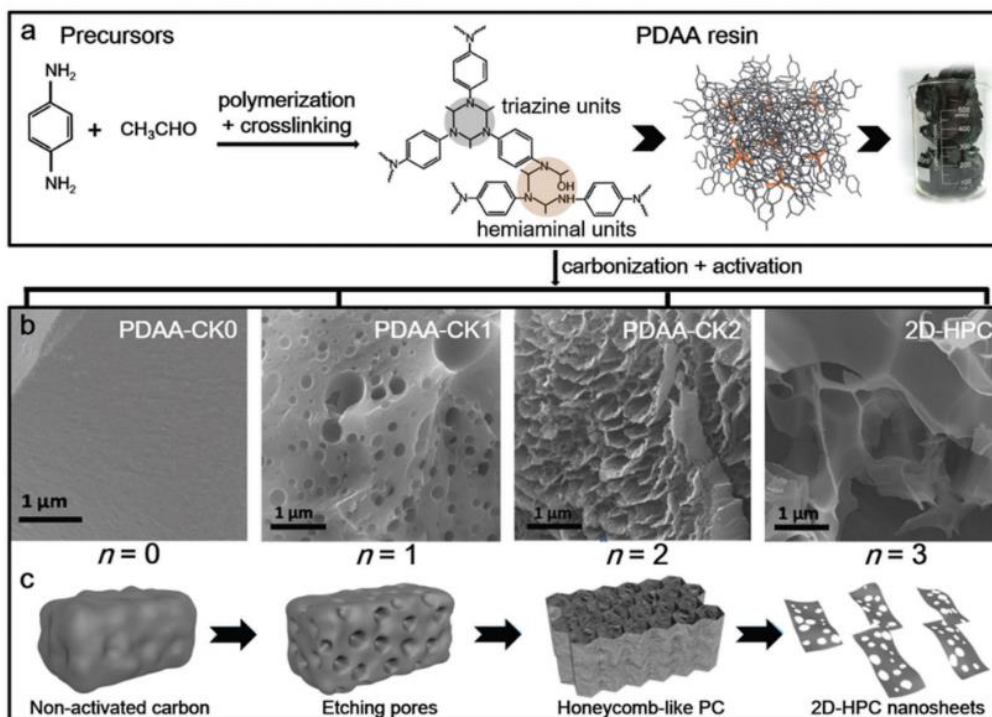 a
Precursors
PDAA resin
NH₂
NH₂
+
CH₃CHO
polymerization
+ crosslinking
N
N
N
N
N
triazine units
N
N
OH
N
NH
N
hemiaminal units
carbonization + activation
b
PDAA-CK0
PDAA-CK1
PDAA-CK2
2D-HPC
1 μm
1 μm
1 μm
1 μm
n = 0
n = 1
n = 2
n = 3
c
Non-activated carbon
Etching pores
Honeycomb-like PC
2D-HPC nanosheets